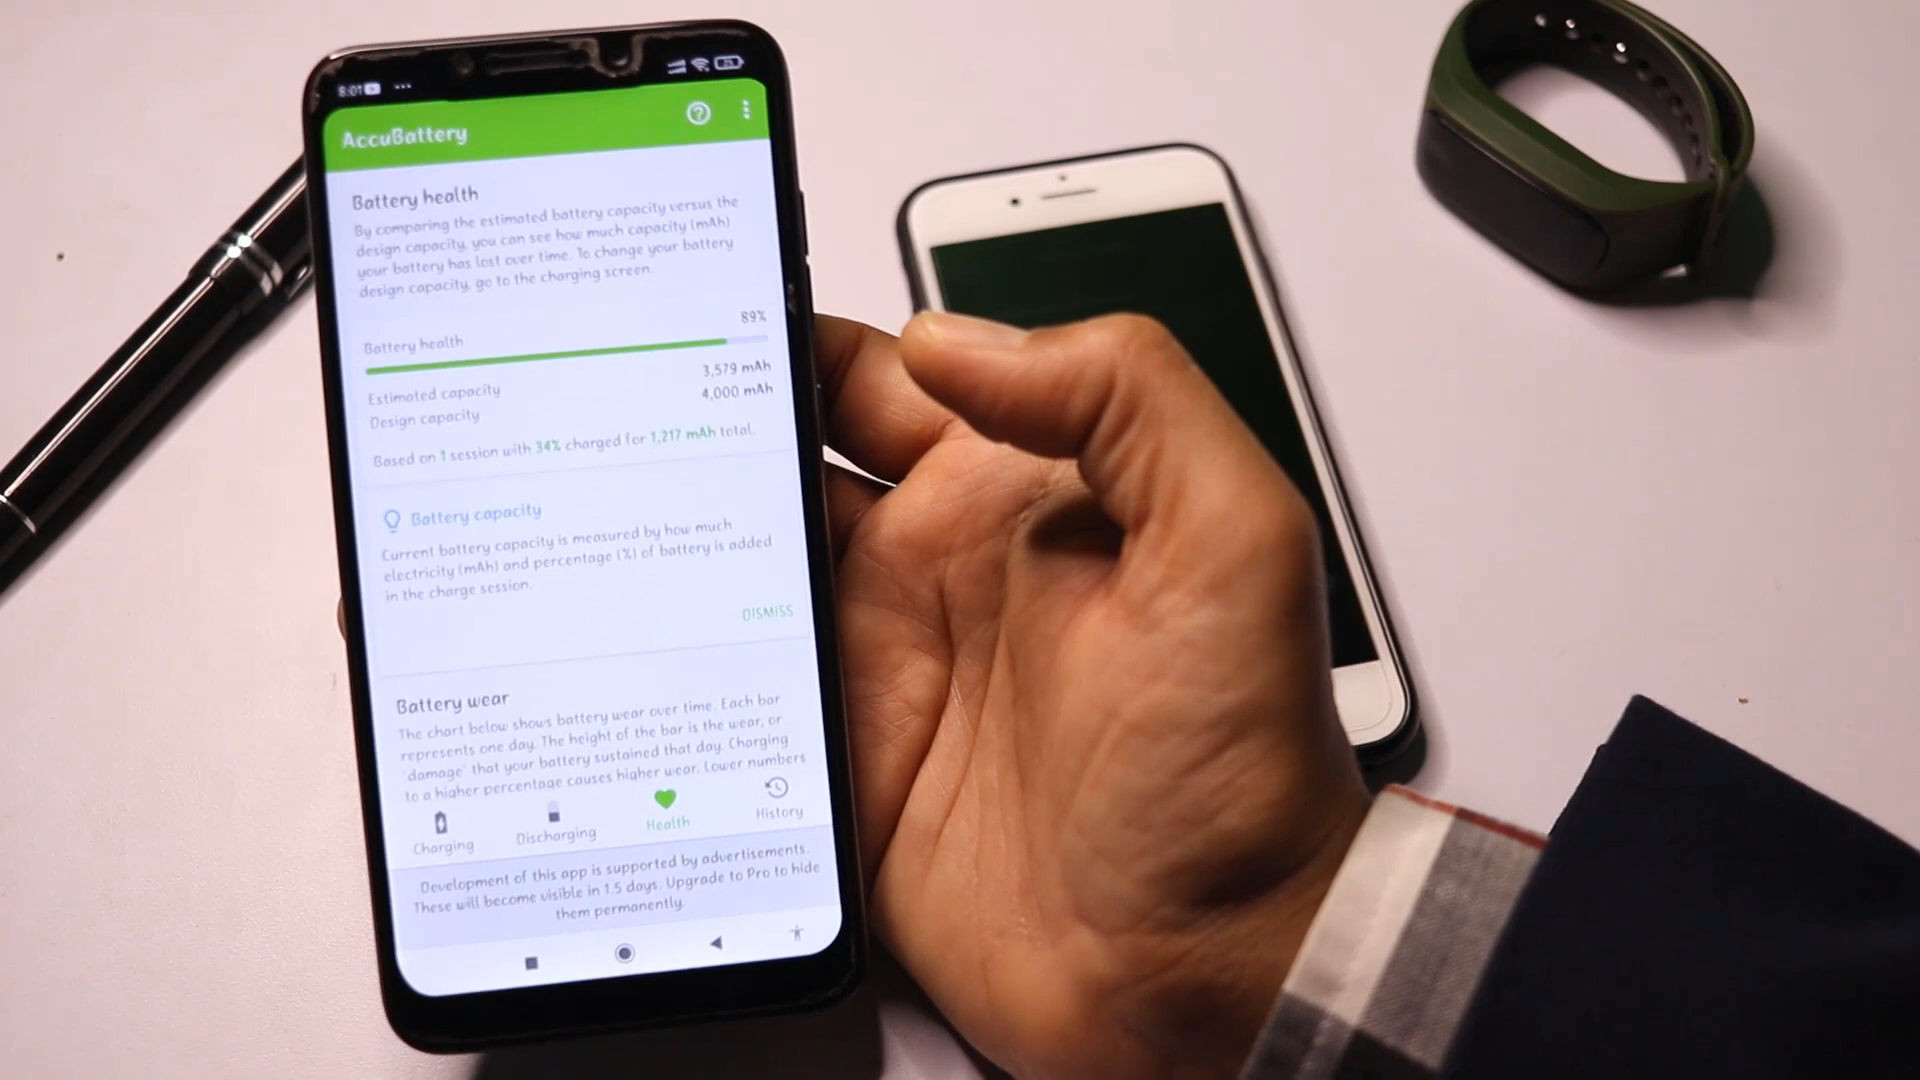 8:01
AccuBattery
Battery health
By comparing the estimated battery capacity versus the
design capacity, you can see how much capacity (mAh)
your battery has lost over time. To change your battery
design capacity, go to the charging screen.
89%
Battery health
Estimated capacity 3,579 mAh
Design capacity 4,000 mAh
Based on 1 session with 34% charged for 1,217 mAh total.
Battery capacity
Current battery capacity is measured by how much
electricity (mAh) and percentage (%) of battery is added
in the charge session.
DISMISS
Battery wear
The chart below shows battery wear over time. Each bar
represents one day. The height of the bar is the wear, or
'damage' that your battery sustained that day. Charging
to a higher percentage causes higher wear. Lower numbers
Charging Discharging Health History
Development of this app is supported by advertisements.
These will become visible in 1.5 days. Upgrade to Pro to hide
them permanently.